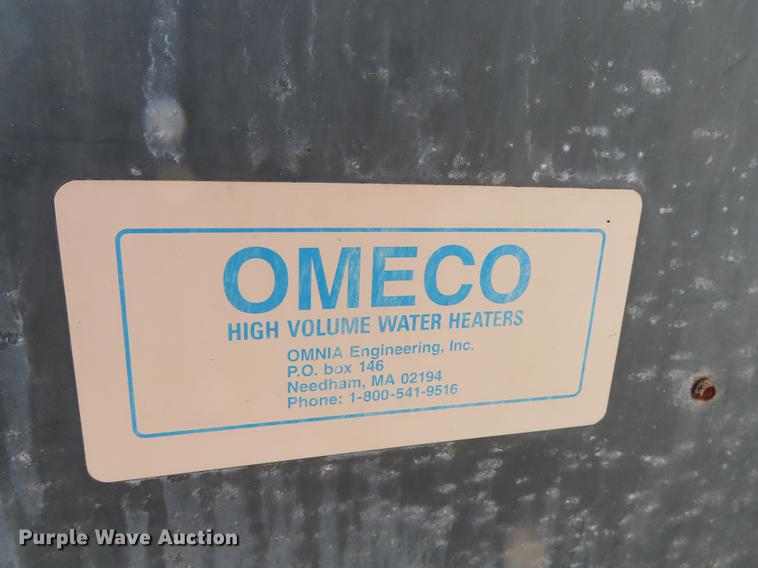 OMECO
HIGH VOLUME WATER HEATERS
OMNIA Engineering, Inc.
P.O. box 146
Needham, MA 02194
Phone: 1-800-541-9516
Purple Wave Auction